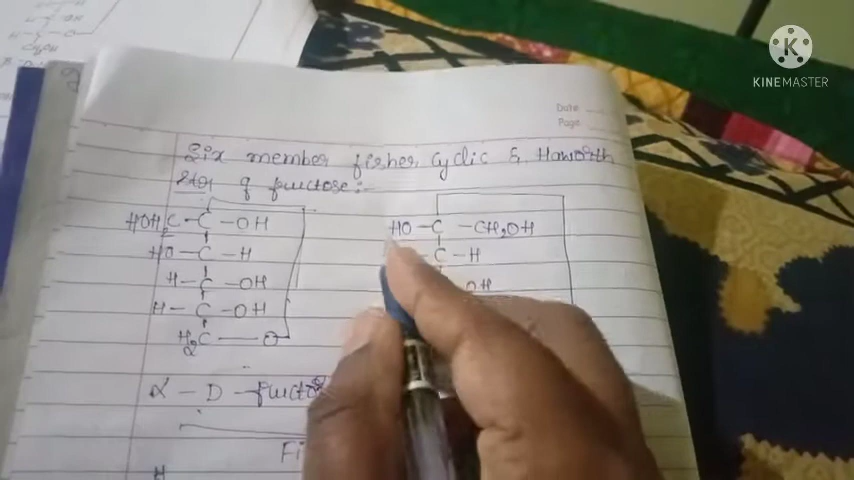 KINEMASTER
Date
Page
Six member fisher cyclic & Haworth
str of fructose:-
HOH₂C - C - OH
HO - C - H
H - C - OH
H - C - OH
H₂C - O
HO - C - CH₂OH
C - H
OH
α - D - fructo
Fi
H